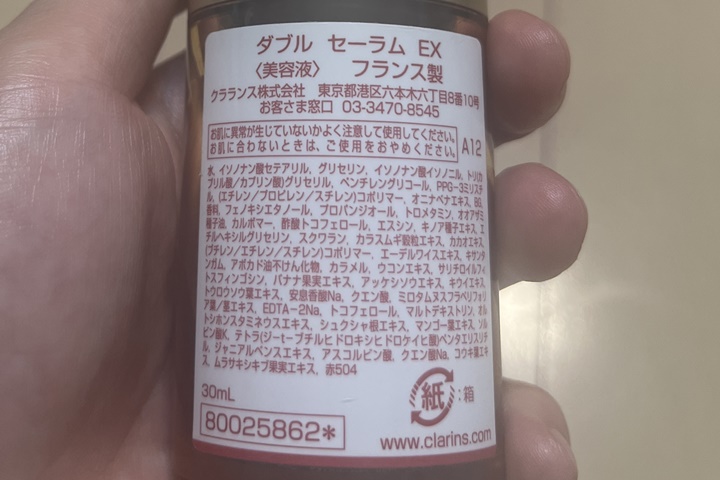 ダブル セーラム EX
〈美容液〉 フランス製
クラランス株式会社 東京都港区六本木六丁目8番10号
お客さま窓口 03-3470-8545
お肌に異常が生じていないかよく注意して使用してください。
お肌に合わないときは、ご使用をおやめください。 A12
水、イソノナン酸セテアリル、グリセリン、イソノナン酸イソノニル、トリ(カ
プリル酸/カプリン酸)グリセリル、ペンチレングリコール、PPG-3ミリスチ
ル、(エチレン/プロピレン/スチレン)コポリマー、オニナベナエキス、BG、
香料、フェノキシエタノール、プロパンジオール、トロメタミン、オオアザミ
種子油、カルボマー、酢酸トコフェロール、エスシン、キノア種子エキス、エ
チルヘキシルグリセリン、スクワラン、カラスムギ穀粒エキス、カカオエキス、
(ブチレン/エチレン/スチレン)コポリマー、エーデルワイスエキス、キサンタ
ンガム、アボカド油不けん化物、カラメル、ウコンエキス、サリチロイルフィ
トスフィンゴシン、バナナ果実エキス、アッケシソウエキス、キウイエキス、
トウロウソウ葉エキス、安息香酸Na、クエン酸、ミロタムヌスフラベリフォリ
ア葉/茎エキス、EDTA-2Na、トコフェロール、マルトデキストリン、オル
トシホンスタミネウスエキス、シュクシャ根エキス、マンゴー葉エキス、ソル
ビン酸K、テトラ(ジ-t-ブチルヒドロキシヒドロケイヒ酸)ペンタエリスリチ
ル、ジャニアルベンスエキス、アスコルビン酸、クエン酸Na、コウキ葉エキ
ス、ムラサキシキブ果実エキス、赤504
30mL
紙:箱
80025862*
www.clarins.com